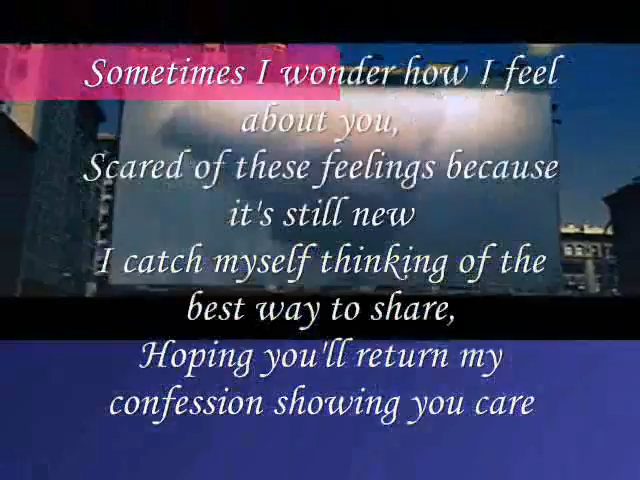 Sometimes I wonder how I feel
about you,
Scared of these feelings because
it's still new
I catch myself thinking of the
best way to share,
Hoping you'll return my
confession showing you care